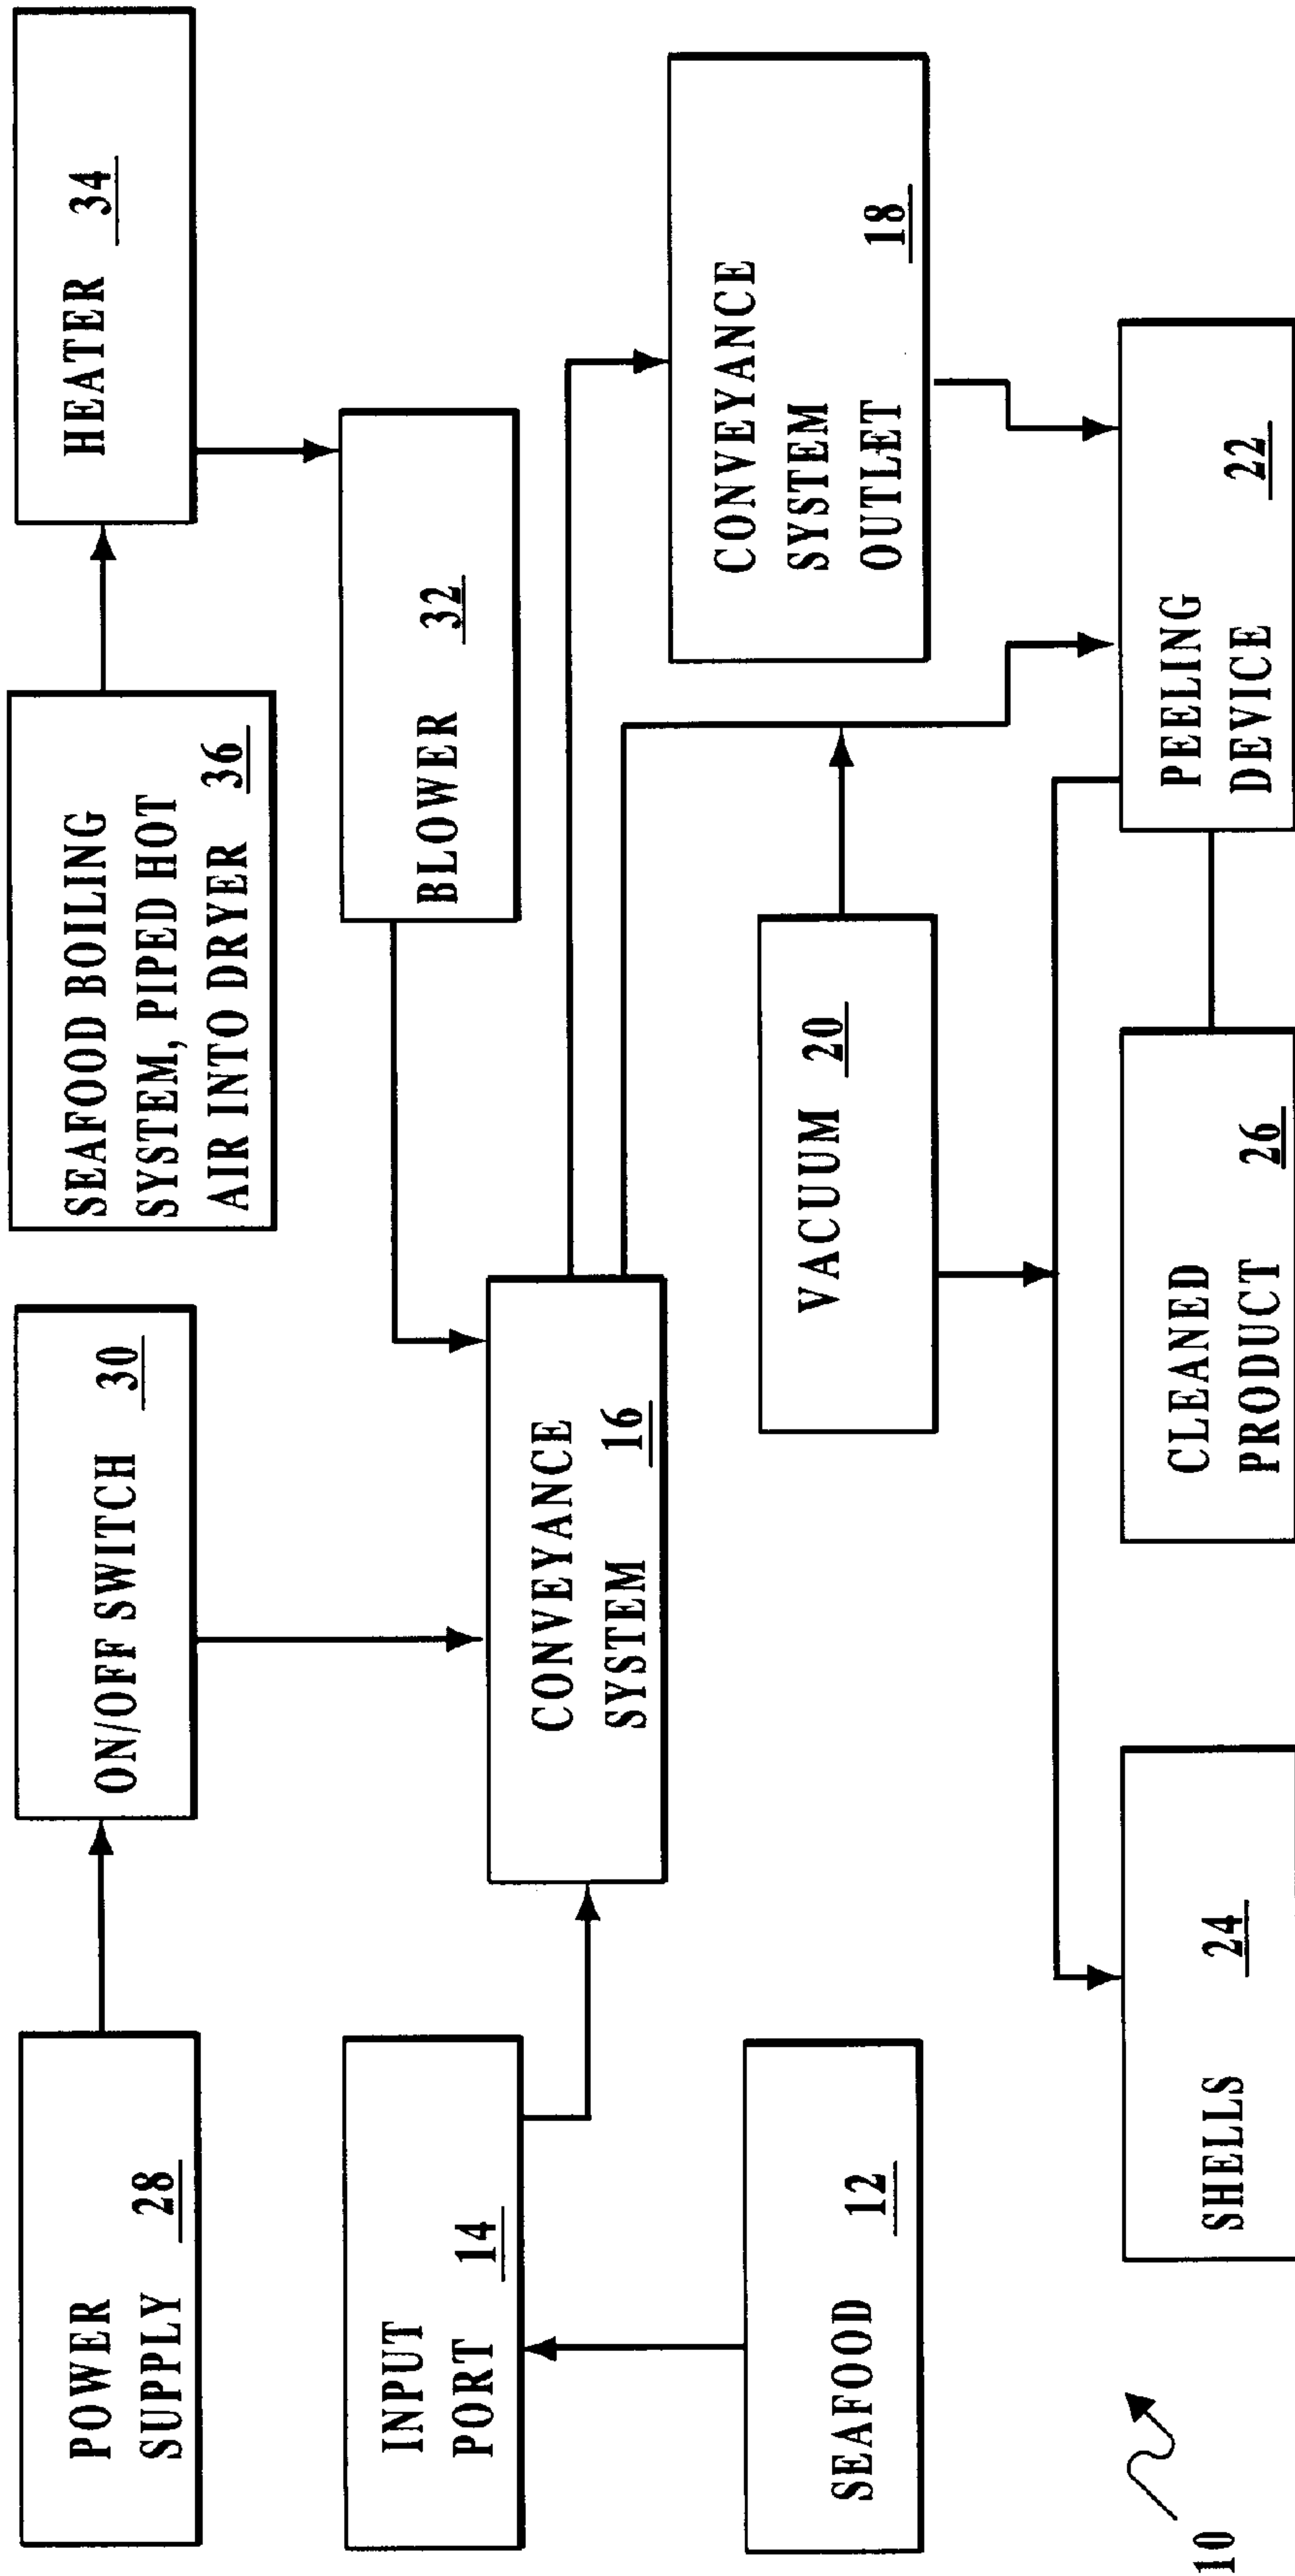 POWER
SUPPLY 28
ON/OFF SWITCH 30
SEAFOOD BOILING
SYSTEM, PIPED HOT
AIR INTO DRYER 36
HEATER 34
INPUT
PORT 14
BLOWER 32
CONVEYANCE
SYSTEM 16
SEAFOOD 12
VACUUM 20
CONVEYANCE
SYSTEM
OUTLET 18
SHELLS 24
CLEANED
PRODUCT 26
PEELING
DEVICE 22
10